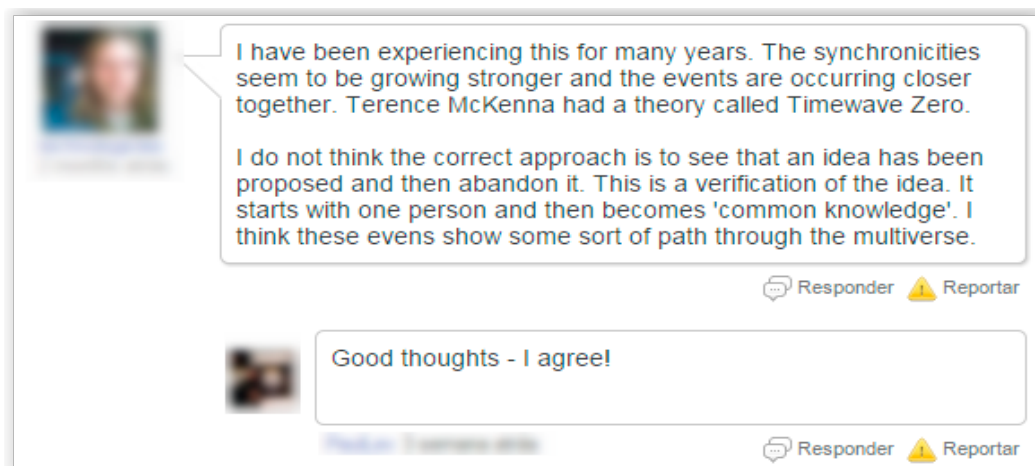 I have been experiencing this for many years. The synchronicities
seem to be growing stronger and the events are occurring closer
together. Terence McKenna had a theory called Timewave Zero.
I do not think the correct approach is to see that an idea has been
proposed and then abandon it. This is a verification of the idea. It
starts with one person and then becomes 'common knowledge'. I
think these evens show some sort of path through the multiverse.
Responder Reportar
Good thoughts - I agree!
Responder Reportar